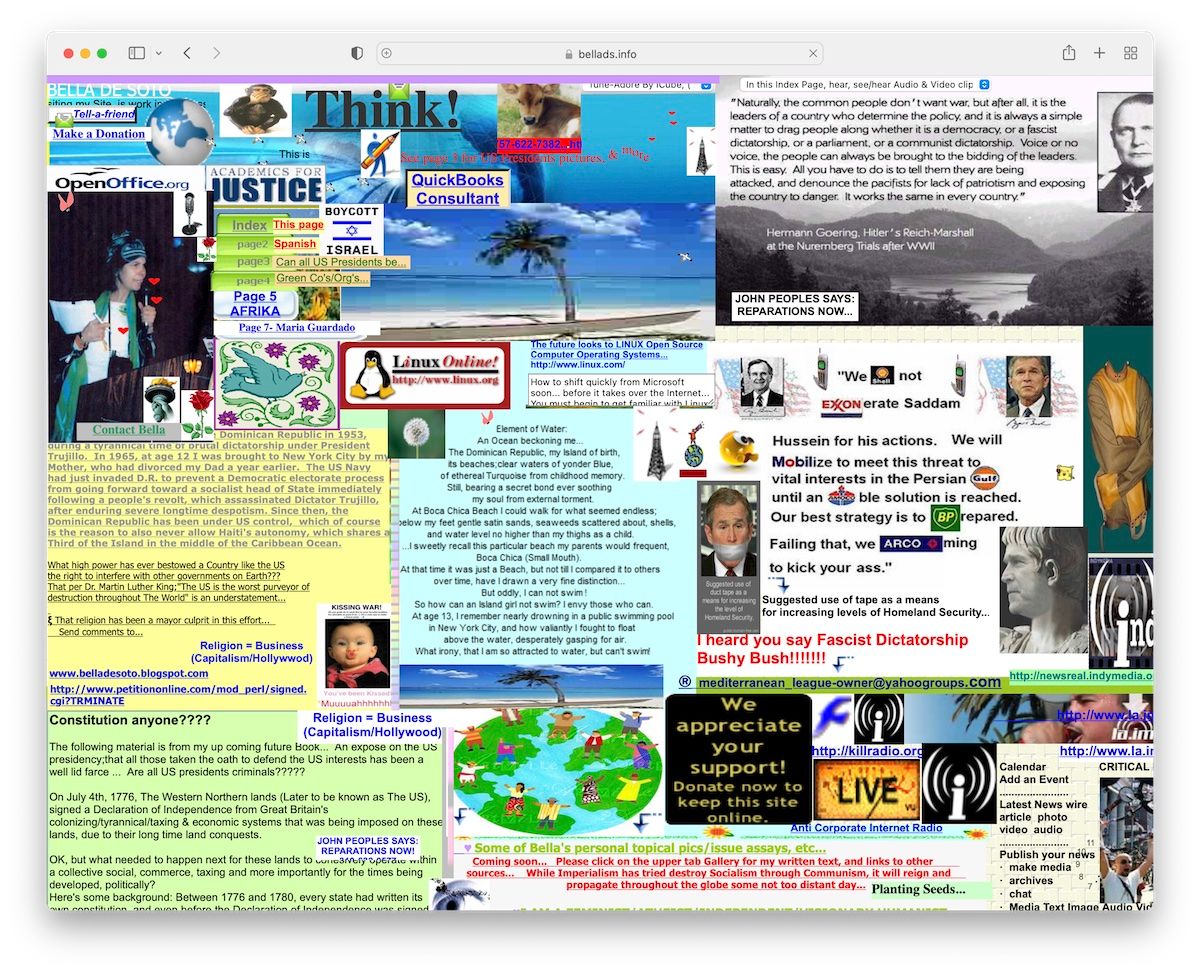 bellads.info
BELLA DE SOTO
Tell-a-friend
Make a Donation
This is
OpenOffice.org
Think!
57-622-7382
See page 3 for US Presidents pictures, & more
ACADEMICS FOR
JUSTICE
QuickBooks
Consultant
BOYCOTT
ISRAEL
Index This page
page2 Spanish
page3 Can all US Presidents be...
page4 Green Co's/Org's...
Page 5
AFRIKA
Page 7- Maria Guardado
Contact Bella
Linux Online!
http://www.linux.org
The future looks to LINUX Open Source
Computer Operating Systems...
http://www.linux.com/
How to shift quickly from Microsoft
soon... before it takes over the Internet...
You must begin to get familiar with Linux
In this Index Page, hear, see/hear Audio & Video clip
"Naturally, the common people don't want war, but after all, it is the
leaders of a country who determine the policy, and it is always a simple
matter to drag people along whether it is a democracy, or a fascist
dictatorship, or a parliament, or a communist dictatorship. Voice or no
voice, the people can always be brought to the bidding of the leaders.
This is easy. All you have to do is to tell them they are being
attacked, and denounce the pacifists for lack of patriotism and exposing
the country to danger. It works the same in every country."
Hermann Goering, Hitler's Reich-Marshall
at the Nuremberg Trials after WWII
JOHN PEOPLES SAYS:
REPARATIONS NOW...
Dominican Republic in 1953,
during a tyrannical time of brutal dictatorship under President
Trujillo. In 1965, at age 12 I was brought to New York City by my
Mother, who had divorced my Dad a year earlier. The US Navy
had just invaded D.R. to prevent a Democratic electorate process
from going forward toward a socialist head of State immediately
following a people's revolt, which assassinated Dictator Trujillo,
after enduring severe longtime despotism. Since then, the
Dominican Republic has been under US control, which of course
is the reason to also never allow Haiti's autonomy, which shares a
Third of the Island in the middle of the Caribbean Ocean.
What high power has ever bestowed a Country like the US
the right to interfere with other governments on Earth???
That per Dr. Martin Luther King;"The US is the worst purveyor of
destruction throughout The World" is an understatement...
That religion has been a mayor culprit in this effort...
Send comments to...
Religion = Business
(Capitalism/Hollywwod)
www.belladesoto.blogspot.com
http://www.petitiononline.com/mod_perl/signed.
cgi?TRMINATE
KISSING WAR!
You've been Kissed
"Muuuuahhhhhhh
Element of Water:
An Ocean beckoning me...
The Dominican Republic, my Island of birth,
its beaches;clear waters of yonder Blue,
of ethereal Turquoise from childhood memory.
Still, bearing a secret bond ever soothing
my soul from external torment.
At Boca Chica Beach I could walk for what seemed endless;
below my feet gentle satin sands, seaweeds scattered about, shells,
and water level no higher than my thighs as a child.
...I sweetly recall this particular beach my parents would frequent,
Boca Chica (Small Mouth).
At that time it was just a Beach, but not till I compared it to others
over time, have I drawn a very fine distinction...
But oddly, I can not swim!
So how can an Island girl not swim? I envy those who can.
At age 13, I remember nearly drowning in a public swimming pool
in New York City, and how valiantly I fought to float
above the water, desperately gasping for air.
What irony, that I am so attracted to water, but can't swim!
"We Shell not
EXXONerate Saddam
Hussein for his actions. We will
Mobilize to meet this threat to
vital interests in the Persian Gulf
until an AMOCO ble solution is reached.
Our best strategy is to BPrepared.
Failing that, we ARCO ming
to kick your ass."
Suggested use of
duct tape as a
means for increasing
the level of
Homeland Security.
Suggested use of tape as a means
for increasing levels of Homeland Security...
I heard you say Fascist Dictatorship
Bushy Bush!!!!!!!
® mediterranean_league-owner@yahoogroups.com
http://newsreal.indymedia.o
Constitution anyone????
Religion = Business
(Capitalism/Hollywwod)
The following material is from my up coming future Book... An expose on the US
presidency;that all those taken the oath to defend the US interests has been a
well lid farce ... Are all US presidents criminals?????
On July 4th, 1776, The Western Northern lands (Later to be known as The US),
signed a Declaration of Independence from Great Britain's
colonizing/tyrannical/taxing & economic systems that was being imposed on these
lands, due to their long time land conquests.
JOHN PEOPLES SAYS:
REPARATIONS NOW!
OK, but what needed to happen next for these lands to conversely operate within
a collective social, commerce, taxing and more importantly for the times being
developed, politically?
Here's some background: Between 1776 and 1780, every state had written its
own constitution, and even before the Declaration of Independence was signed
We
appreciate
your
support!
Donate now to
keep this site
online.
http://killradio.org
LIVE
Anti Corporate Internet Radio
http://www.la.in
la.im
http://www.la.in
Calendar
Add an Event
Latest News wire
article photo
video audio
Publish your news
· make media
· archives
· chat
· Media Text Image Audio Vid
CRITICAL
11
10
9
8
7
Some of Bella's personal topical pics/issue assays, etc...
Coming soon... Please click on the upper tab Gallery for my written text, and links to other
sources... While Imperialism has tried destroy Socialism through Communism, it will reign and
propagate throughout the globe some not too distant day...
Planting Seeds...